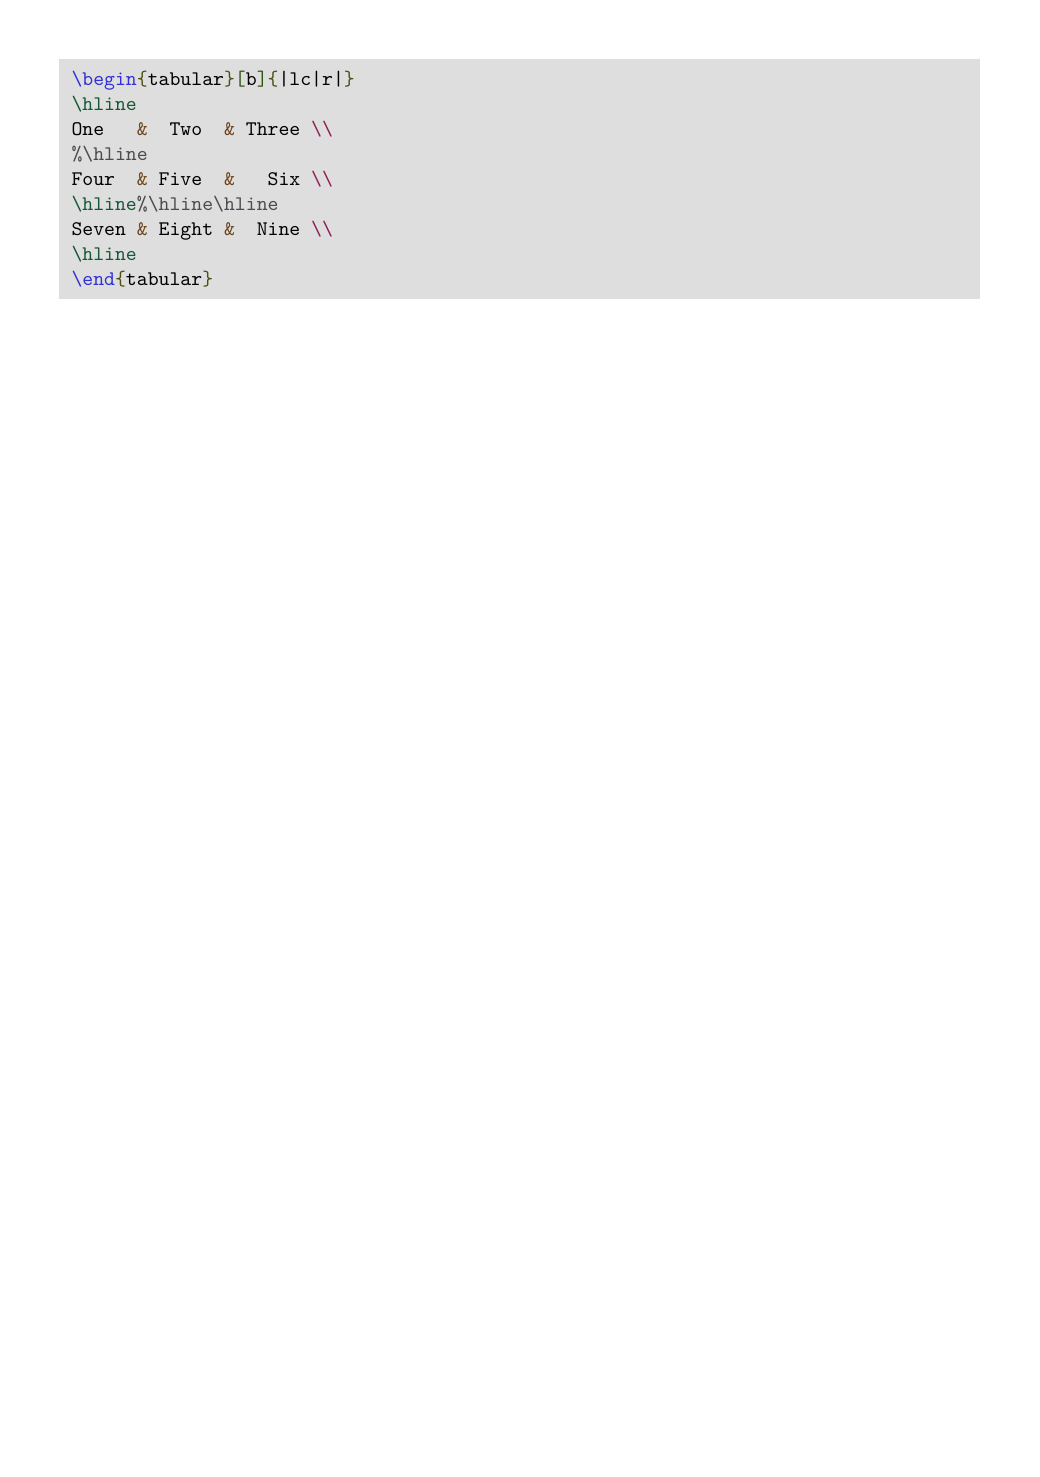 \begin{tabular}[b]{|lc|r|}
\hline
One   &  Two  & Three \\
%\hline
Four  & Five  &   Six \\
\hline%\hline\hline
Seven & Eight &  Nine \\
\hline
\end{tabular}